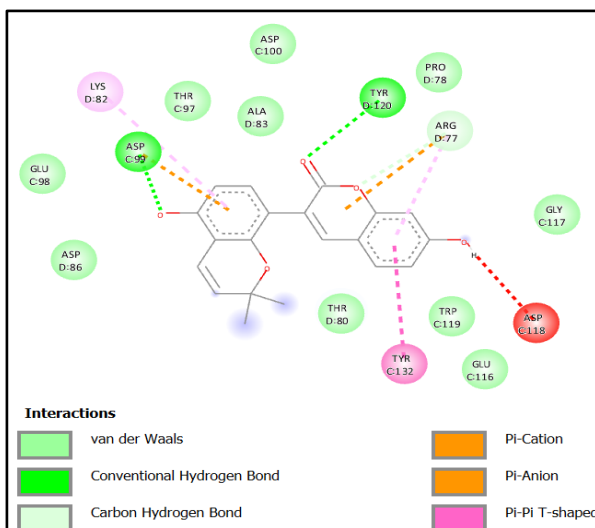 ASP
C:100
LYS
D:82
THR
C:97
ALA
D:83
TYR
D:120
PRO
D:78
ARG
D:77
ASP
C:99
GLU
C:98
GLY
C:117
ASP
D:86
O
O
O
O
O
H
THR
D:80
TRP
C:119
ASP
C:118
TYR
C:132
GLU
C:116
Interactions
van der Waals
Pi-Cation
Conventional Hydrogen Bond
Pi-Anion
Carbon Hydrogen Bond
Pi-Pi T-shaped